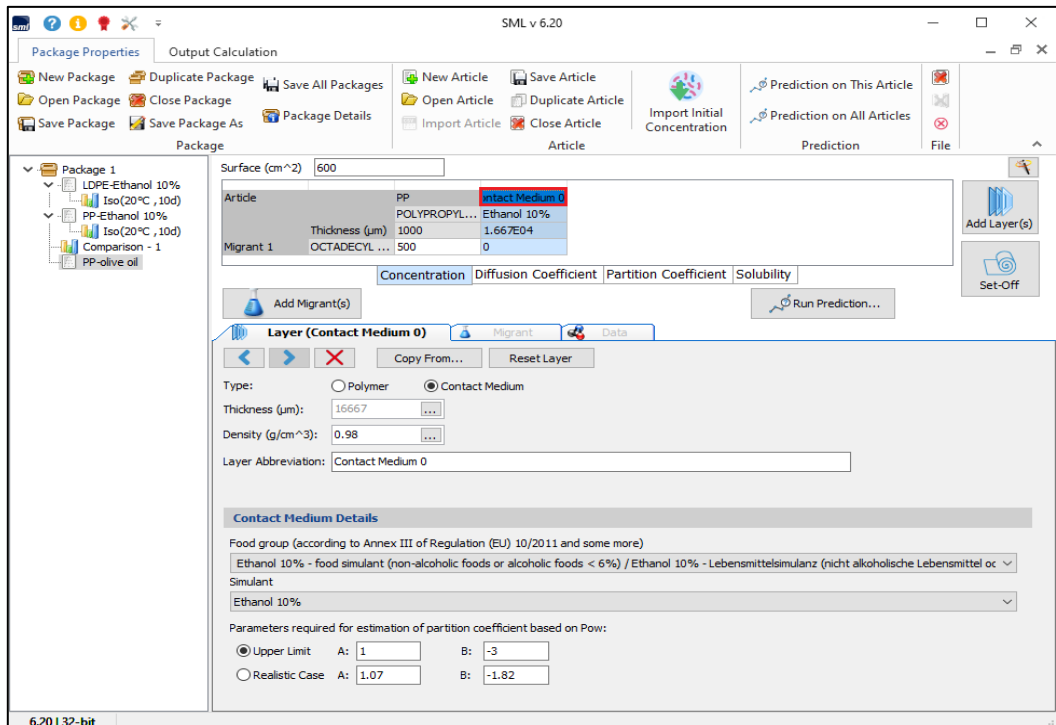 sml SML v 6.20
Package Properties Output Calculation
New Package Duplicate Package Save All Packages New Article Save Article Import Initial Concentration Prediction on This Article
Open Package Close Package Package Details Open Article Duplicate Article Prediction on All Articles
Save Package Save Package As Import Article Close Article
Package Article Prediction File
Package 1
LDPE-Ethanol 10%
Iso(20°C ,10d)
PP-Ethanol 10%
Iso(20°C ,10d)
Comparison - 1
PP-olive oil
Surface (cm^2) 600
Article PP ontact Medium 0
POLYPROPYL... Ethanol 10%
Thickness (µm) 1000 1.667E04
Migrant 1 OCTADECYL ... 500 0
Add Layer(s)
Set-Off
Concentration Diffusion Coefficient Partition Coefficient Solubility
Add Migrant(s) Run Prediction...
Layer (Contact Medium 0) Migrant Data
Copy From... Reset Layer
Type: Polymer Contact Medium
Thickness (µm): 16667 ...
Density (g/cm^3): 0.98 ...
Layer Abbreviation: Contact Medium 0
Contact Medium Details
Food group (according to Annex III of Regulation (EU) 10/2011 and some more)
Ethanol 10% - food simulant (non-alcoholic foods or alcoholic foods < 6%) / Ethanol 10% - Lebensmittelsimulanz (nicht alkoholische Lebensmittel oc
Simulant
Ethanol 10%
Parameters required for estimation of partition coefficient based on Pow:
Upper Limit A: 1 B: -3
Realistic Case A: 1.07 B: -1.82
6.20 | 32-bit